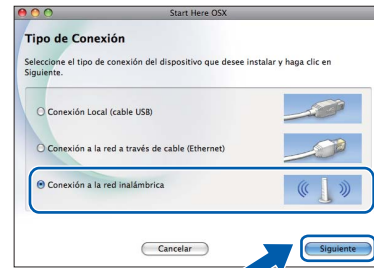 Start Here OSX
Tipo de Conexión
Seleccione el tipo de conexión del dispositivo que desee instalar y haga clic en
Siguiente.
Conexión Local (cable USB)
Conexión a la red a través de cable (Ethernet)
Conexión a la red inalámbrica
Cancelar
Siguiente